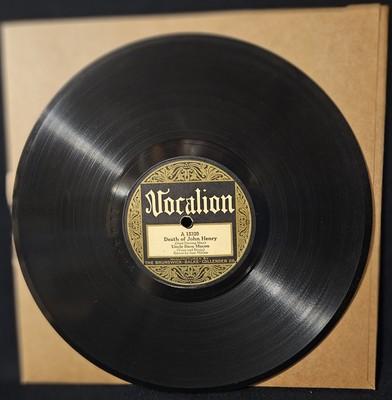 Vocalion
A 15320
Death of John Henry
Uncle Dave Macon
THE BRUNSWICK-BALKE-COLLENDER CO.